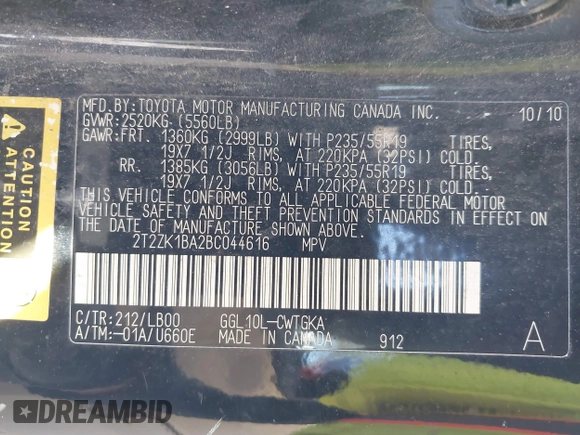 MFD.BY:TOYOTA MOTOR MANUFACTURING CANADA INC. 10/10
GVWR:2520KG (5560LB)
GAWR:FRT. 1360KG (2999LB) WITH P235/55R19 TIRES,
19X7 1/2J RIMS, AT 220KPA (32PSI) COLD.
RR. 1385KG (3056LB) WITH P235/55R19 TIRES,
19X7 1/2J RIMS, AT 220KPA (32PSI) COLD.
THIS VEHICLE CONFORMS TO ALL APPLICABLE FEDERAL MOTOR
VEHICLE SAFETY AND THEFT PREVENTION STANDARDS IN EFFECT ON
THE DATE OF MANUFACTURE SHOWN ABOVE.
2T2ZK1BA2BC044616 MPV
C/TR:212/LB00 GGL10L-CWTGKA
A/TM:-01A/U660E MADE IN CANADA 912 A
CAUTION
ATTENTION
DREAMBID